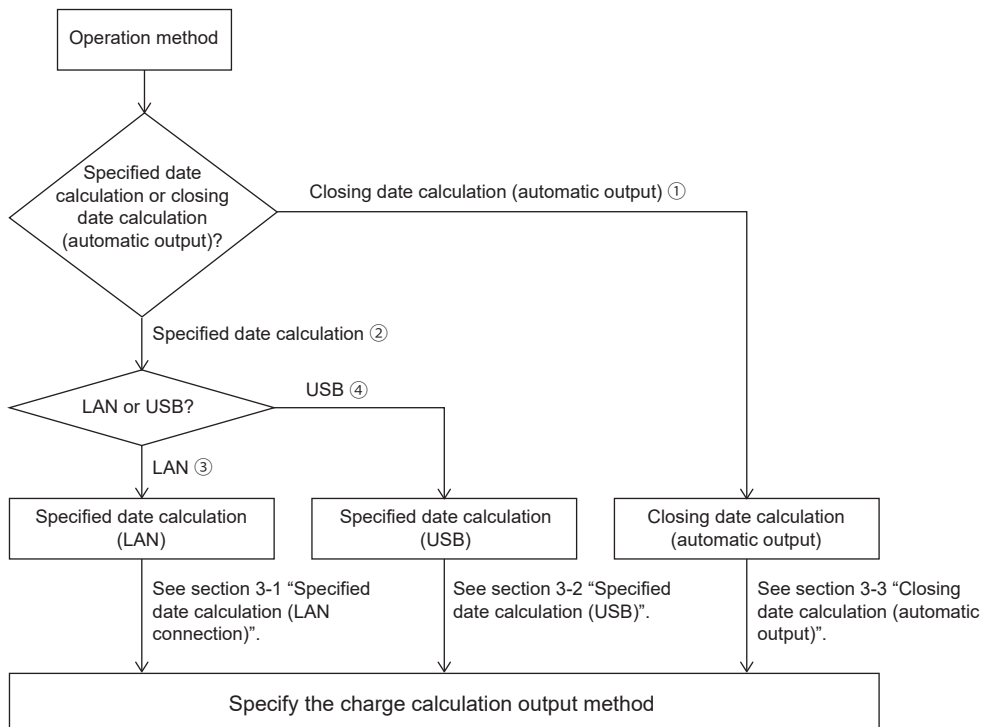 Operation method
Specified date
calculation or closing
date calculation
(automatic output)?
Closing date calculation (automatic output) ①
Specified date calculation ②
LAN or USB?
USB ④
LAN ③
Specified date calculation
(LAN)
Specified date calculation
(USB)
Closing date calculation
(automatic output)
See section 3-1 “Specified
date calculation (LAN
connection)”.
See section 3-2 “Specified
date calculation (USB)”.
See section 3-3 “Closing
date calculation (automatic
output)”.
Specify the charge calculation output method